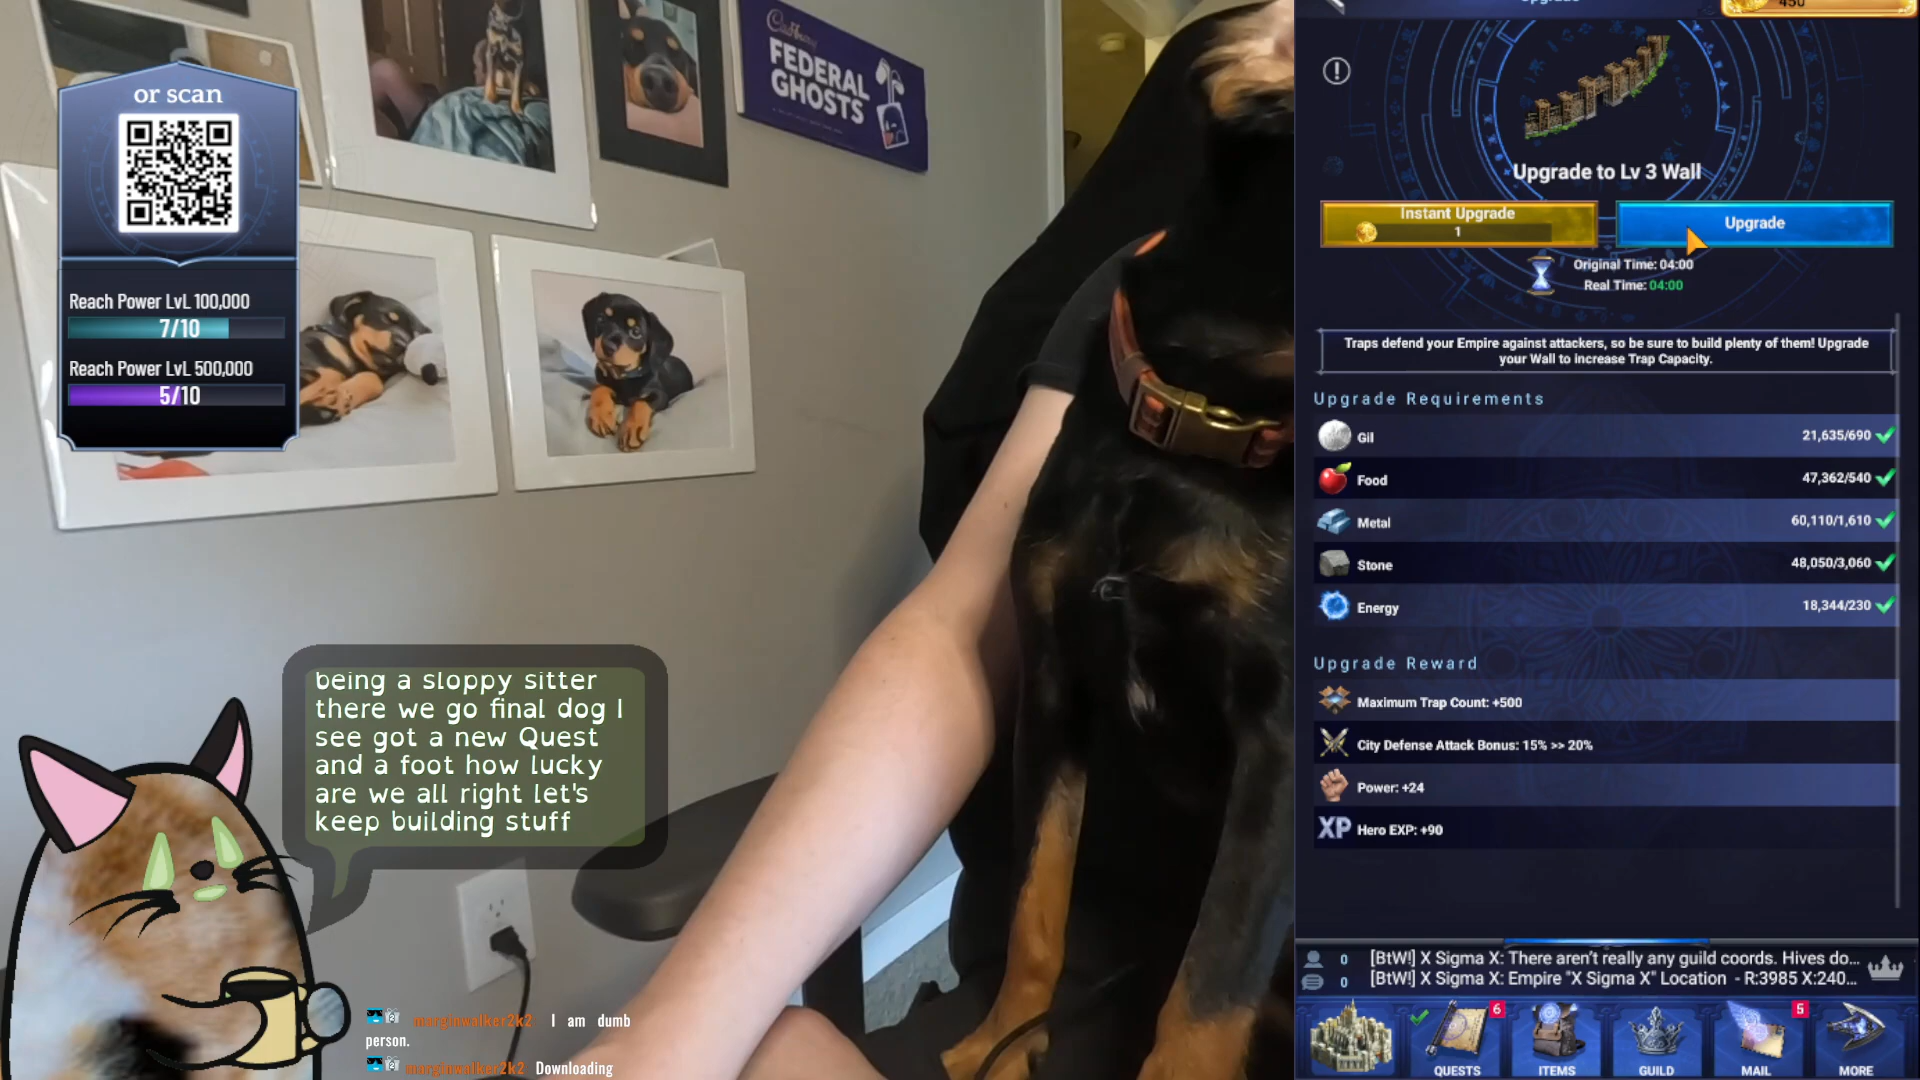 or scan
Reach Power LvL 100,000
7/10
Reach Power LvL 500,000
5/10
Cadbury
FEDERAL
GHOSTS
being a sloppy sitter
there we go final dog I
see got a new Quest
and a foot how lucky
are we all right let's
keep building stuff
marginwalker2k2 I am dumb
person.
marginwalker2k2 Downloading
Upgrade
450
Upgrade to Lv 3 Wall
Instant Upgrade
1
Upgrade
Original Time: 04:00
Real Time: 04:00
Traps defend your Empire against attackers, so be sure to build plenty of them! Upgrade
your Wall to increase Trap Capacity.
Upgrade Requirements
Gil 21,635/690
Food 47,362/540
Metal 60,110/1,610
Stone 48,050/3,060
Energy 18,344/230
Upgrade Reward
Maximum Trap Count: +500
City Defense Attack Bonus: 15% >> 20%
Power: +24
XP Hero EXP: +90
0 [BtW!] X Sigma X: There aren't really any guild coords. Hives do...
0 [BtW!] X Sigma X: Empire "X Sigma X" Location - R:3985 X:240...
6
5
QUESTS
ITEMS
GUILD
MAIL
MORE